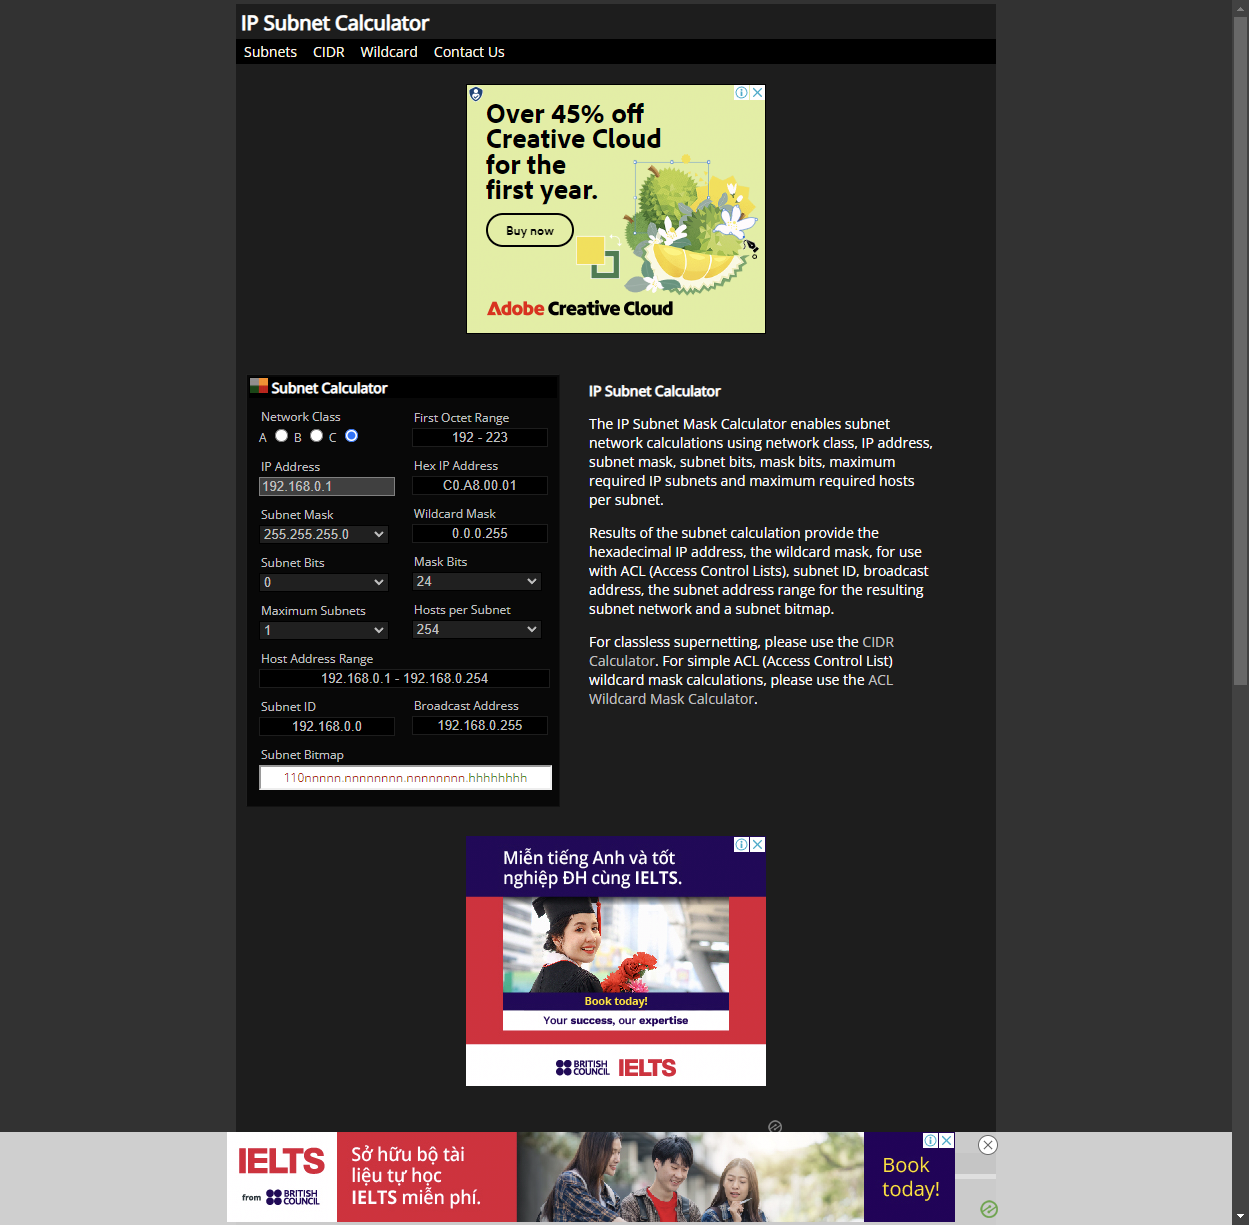 IP Subnet Calculator
Subnets CIDR Wildcard Contact Us
Over 45% off
Creative Cloud
for the
first year.
Buy now
Adobe Creative Cloud
Subnet Calculator
Network Class
A B C
First Octet Range
192 - 223
IP Address
192.168.0.1
Hex IP Address
C0.A8.00.01
Subnet Mask
255.255.255.0
Wildcard Mask
0.0.0.255
Subnet Bits
0
Mask Bits
24
Maximum Subnets
1
Hosts per Subnet
254
Host Address Range
192.168.0.1 - 192.168.0.254
Subnet ID
192.168.0.0
Broadcast Address
192.168.0.255
Subnet Bitmap
110nnnnn.nnnnnnnn.nnnnnnnn.hhhhhhhh
IP Subnet Calculator
The IP Subnet Mask Calculator enables subnet
network calculations using network class, IP address,
subnet mask, subnet bits, mask bits, maximum
required IP subnets and maximum required hosts
per subnet.
Results of the subnet calculation provide the
hexadecimal IP address, the wildcard mask, for use
with ACL (Access Control Lists), subnet ID, broadcast
address, the subnet address range for the resulting
subnet network and a subnet bitmap.
For classless supernetting, please use the CIDR
Calculator. For simple ACL (Access Control List)
wildcard mask calculations, please use the ACL
Wildcard Mask Calculator.
Miễn tiếng Anh và tốt
nghiệp ĐH cùng IELTS.
Book today!
Your success, our expertise
BRITISH
COUNCIL
IELTS
IELTS
from BRITISH
COUNCIL
Sở hữu bộ tài
liệu tự học
IELTS miễn phí.
Book
today!